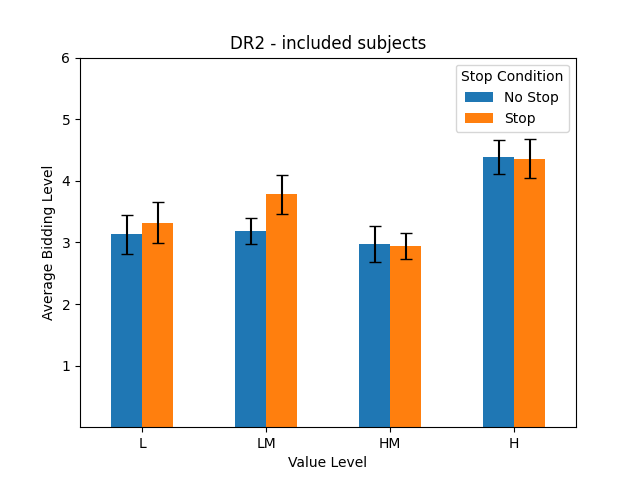 DR2 - included subjects
Stop Condition
No Stop
Stop
Average Bidding Level
6
5
4
3
2
1
L LM HM H
Value Level